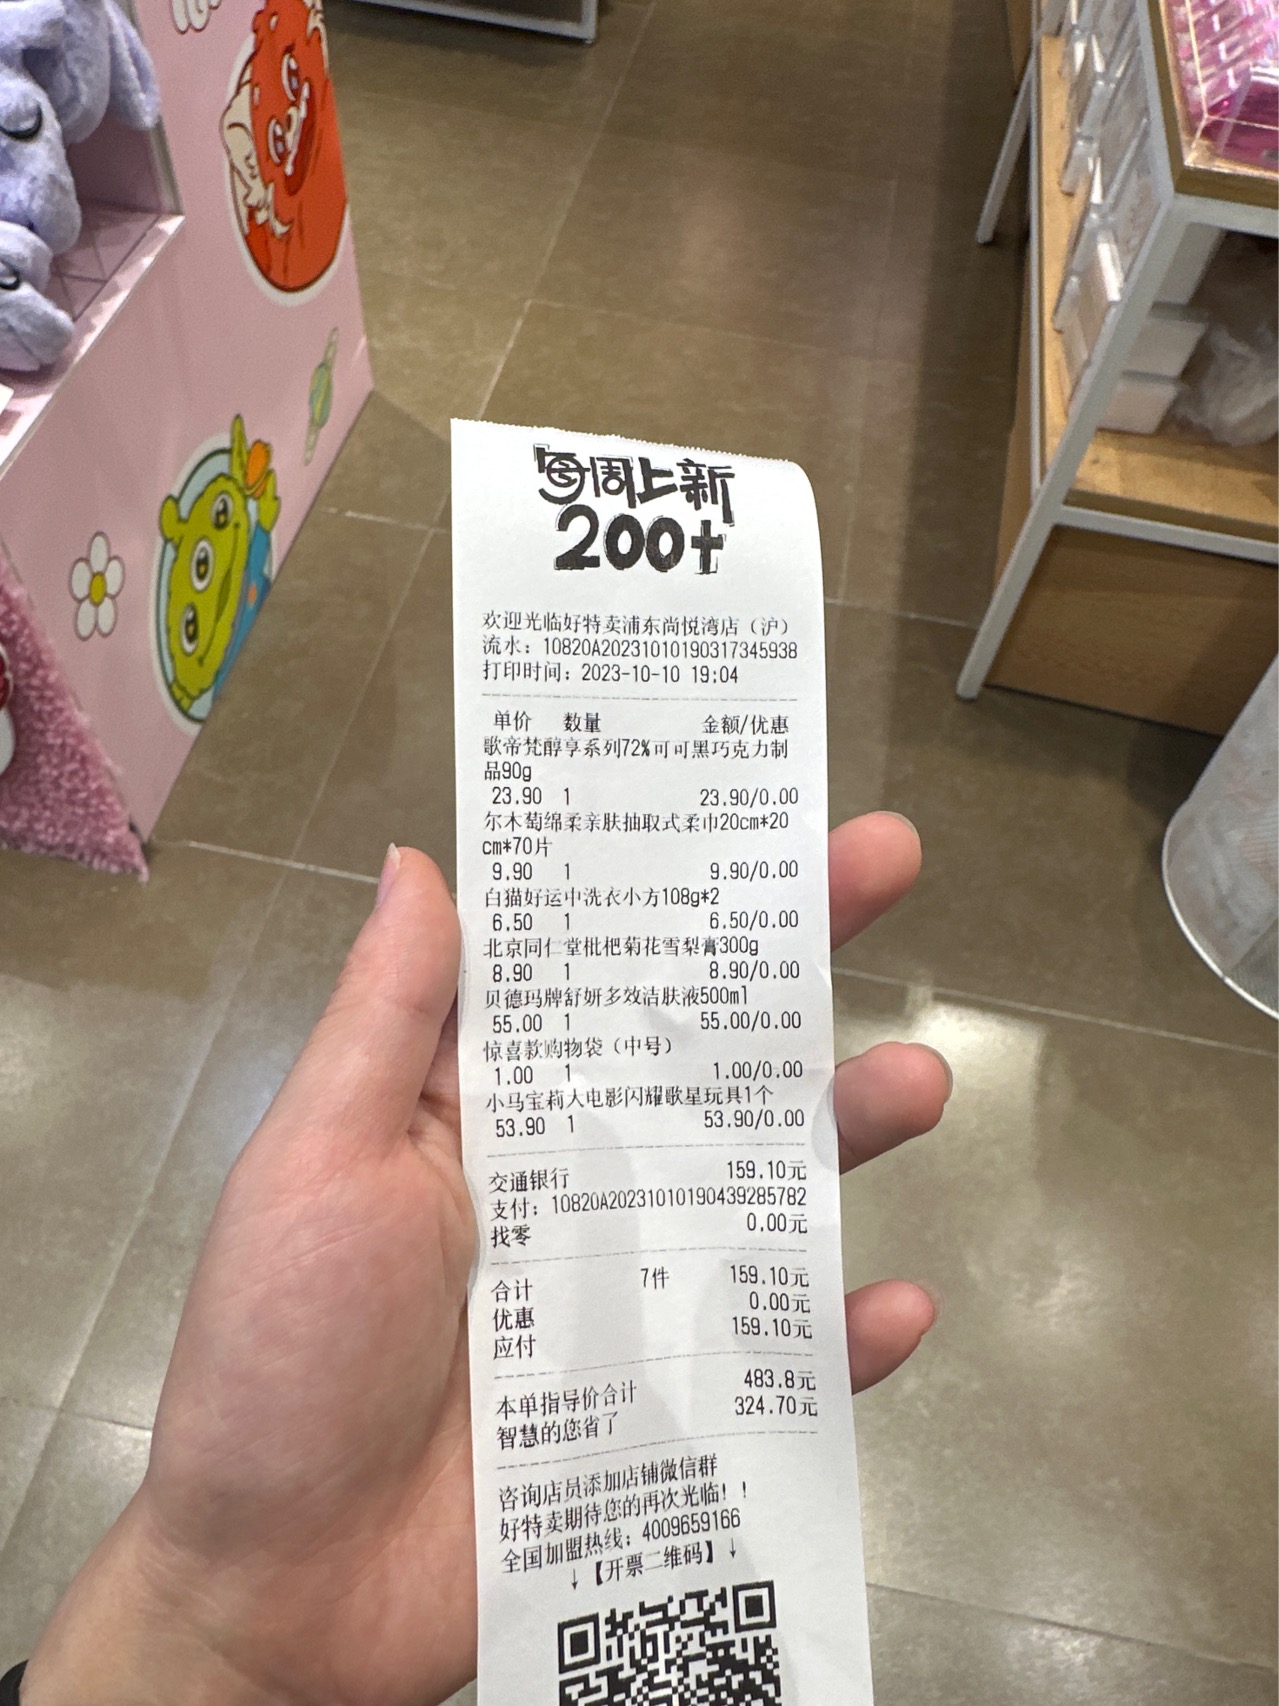 每周上新
200+
欢迎光临好特卖浦东尚悦湾店（沪）
流水：10820A20231010190317345938
打印时间：2023-10-10 19:04
单价 数量 金额/优惠
歌帝梵醇享系列72%可可黑巧克力制
品90g
23.90 1 23.90/0.00
尔木萄绵柔亲肤抽取式柔巾20cm*20
cm*70片
9.90 1 9.90/0.00
白猫好运中洗衣小方108g*2
6.50 1 6.50/0.00
北京同仁堂枇杷菊花雪梨膏300g
8.90 1 8.90/0.00
贝德玛牌舒妍多效洁肤液500ml
55.00 1 55.00/0.00
惊喜款购物袋（中号）
1.00 1 1.00/0.00
小马宝莉大电影闪耀歌星玩具1个
53.90 1 53.90/0.00
交通银行 159.10元
支付：10820A20231010190439285782
找零 0.00元
合计 7件 159.10元
优惠 0.00元
应付 159.10元
本单指导价合计 483.8元
智慧的您省了 324.70元
咨询店员添加店铺微信群
好特卖期待您的再次光临！！
全国加盟热线：4009659166
↓【开票二维码】↓